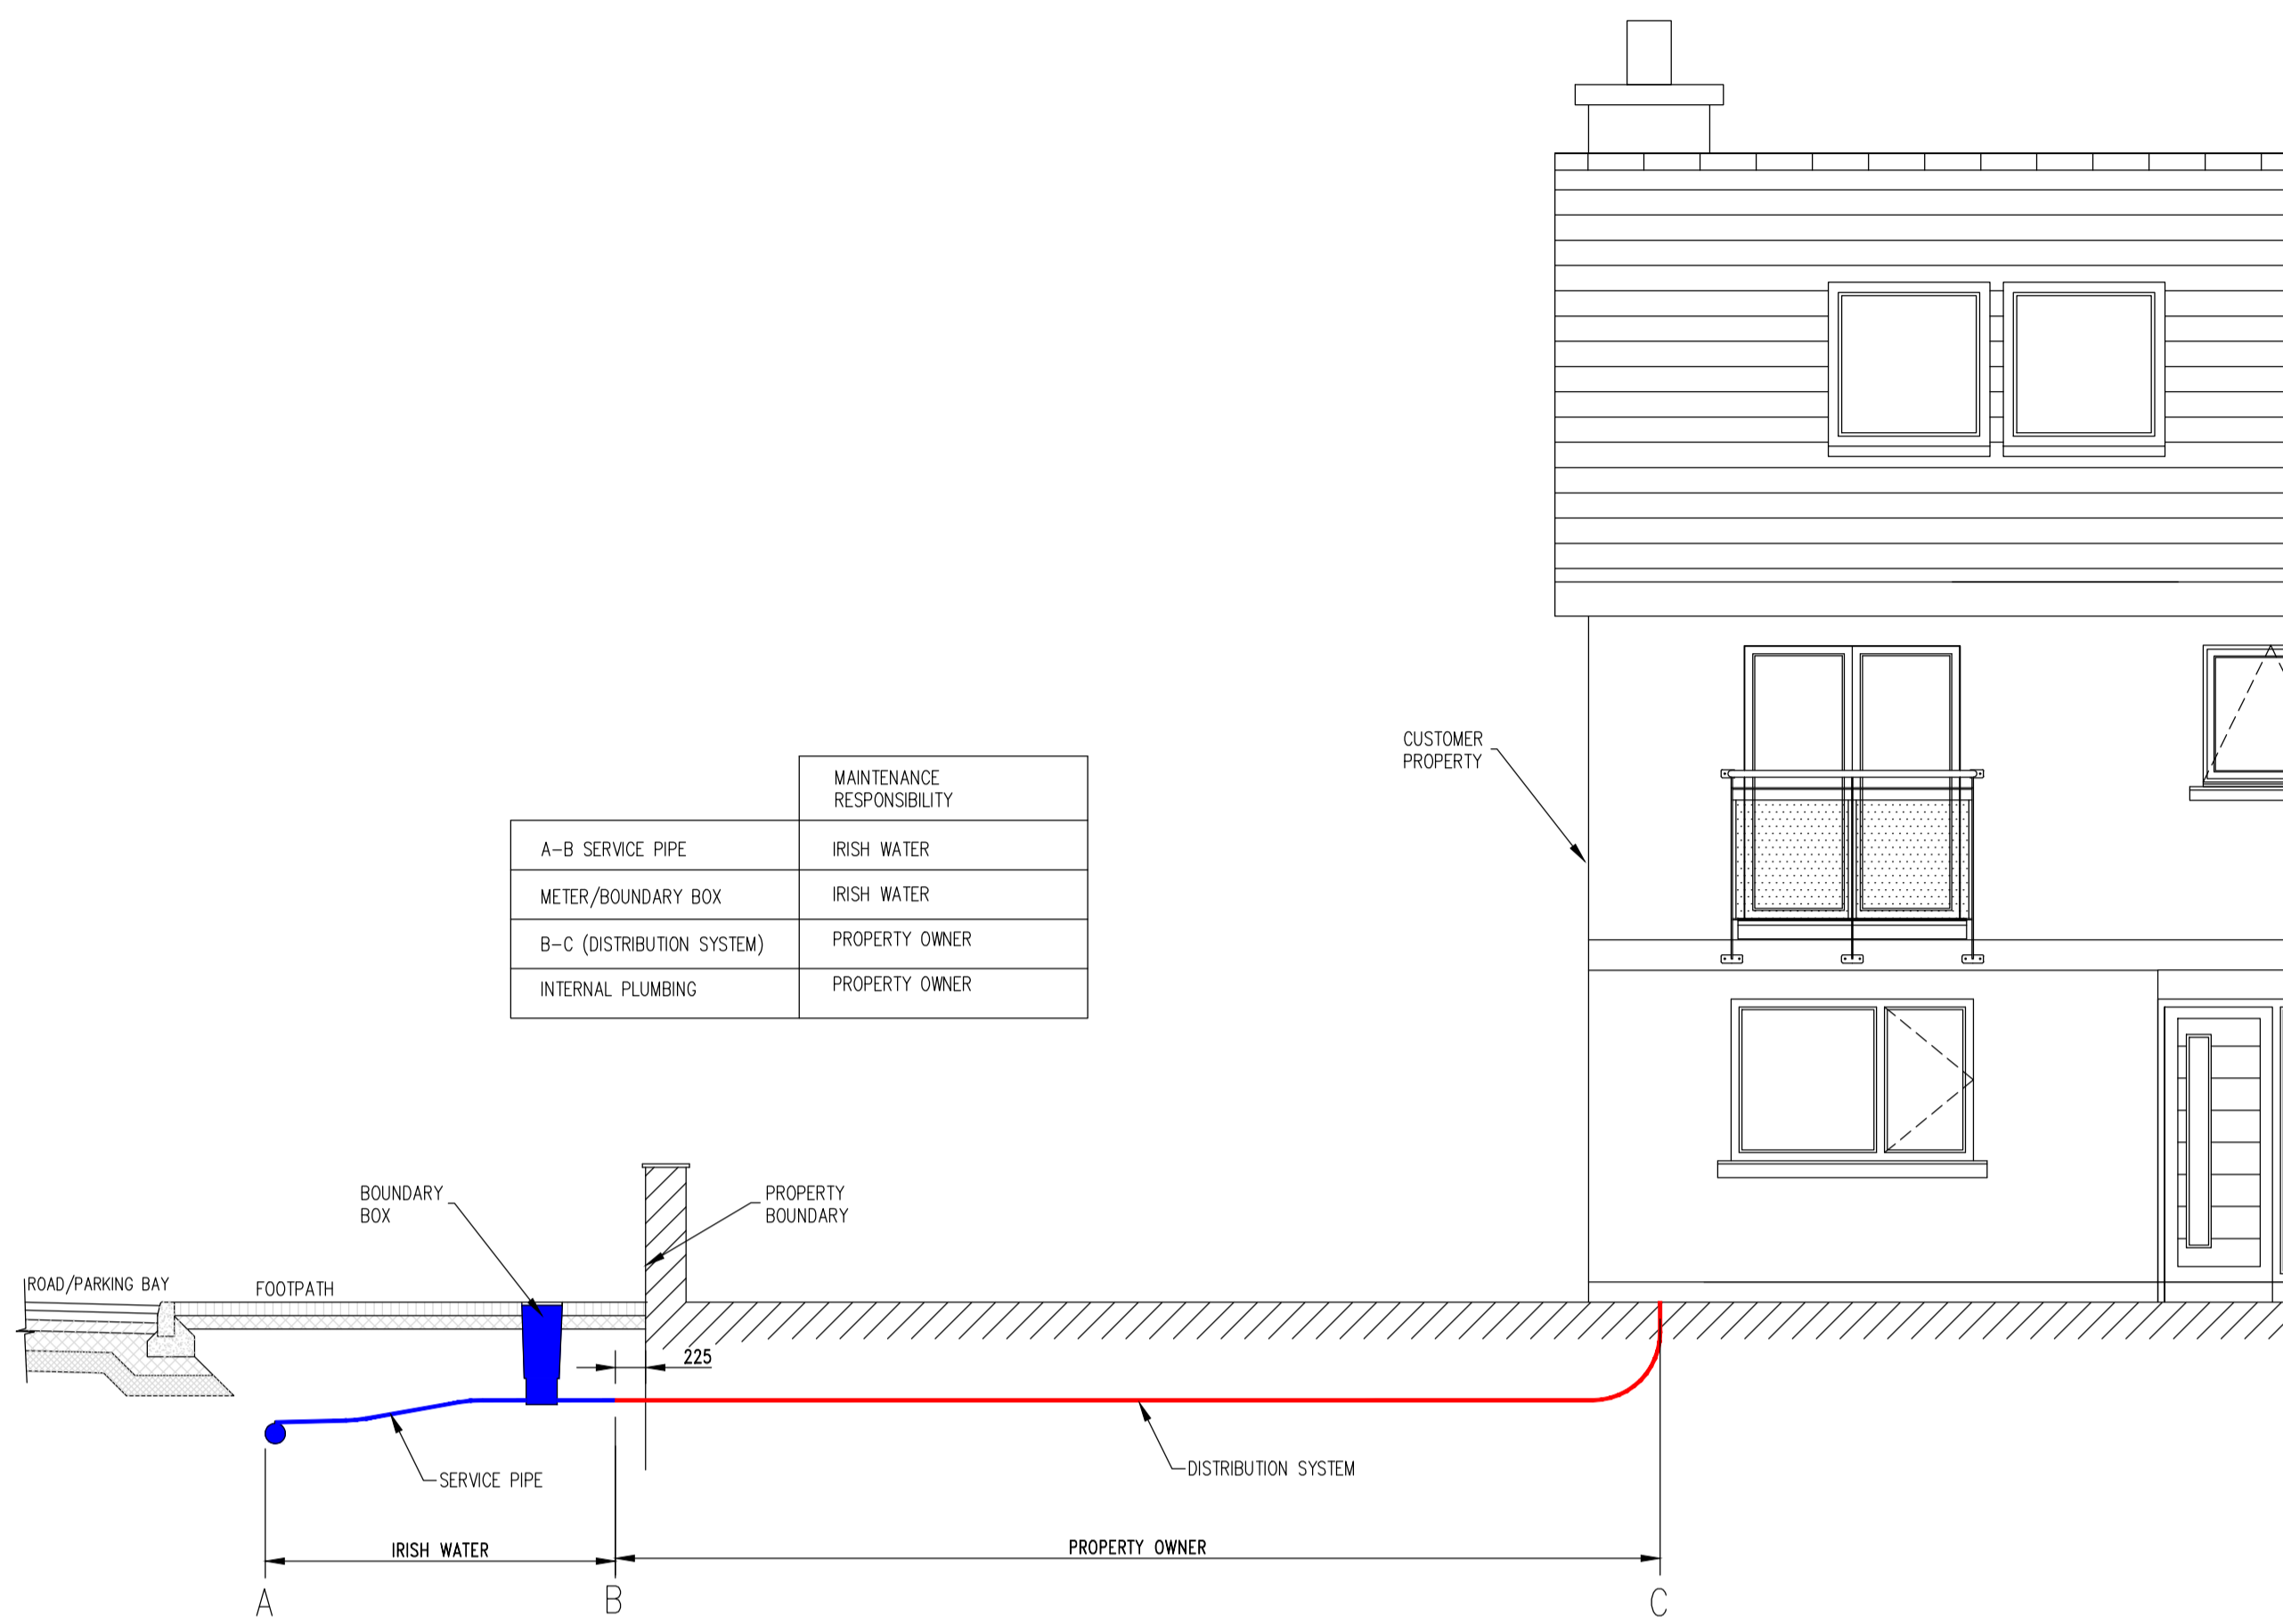 CUSTOMER
PROPERTY
MAINTENANCE
RESPONSIBILITY
A-B SERVICE PIPE
IRISH WATER
METER/BOUNDARY BOX
IRISH WATER
B-C (DISTRIBUTION SYSTEM)
PROPERTY OWNER
INTERNAL PLUMBING
PROPERTY OWNER
BOUNDARY
BOX
PROPERTY
BOUNDARY
ROAD/PARKING BAY
FOOTPATH
225
SERVICE PIPE
DISTRIBUTION SYSTEM
IRISH WATER
PROPERTY OWNER
A
B
C